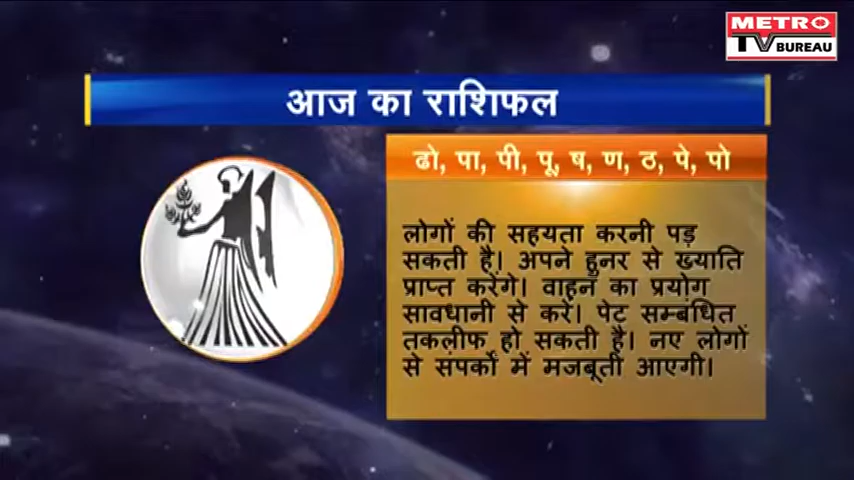 METRO
TV BUREAU
आज का राशिफल
ढो, पा, पी, पू, ष, ण, ठ, पे, पो
लोगों की सहयता करनी पड़
सकती है। अपने हुनर से ख्याति
प्राप्त करेंगे। वाहन का प्रयोग
सावधानी से करें। पेट सम्बंधित
तकलीफ हो सकती है। नए लोगों
से संपर्कों में मजबूती आएगी।